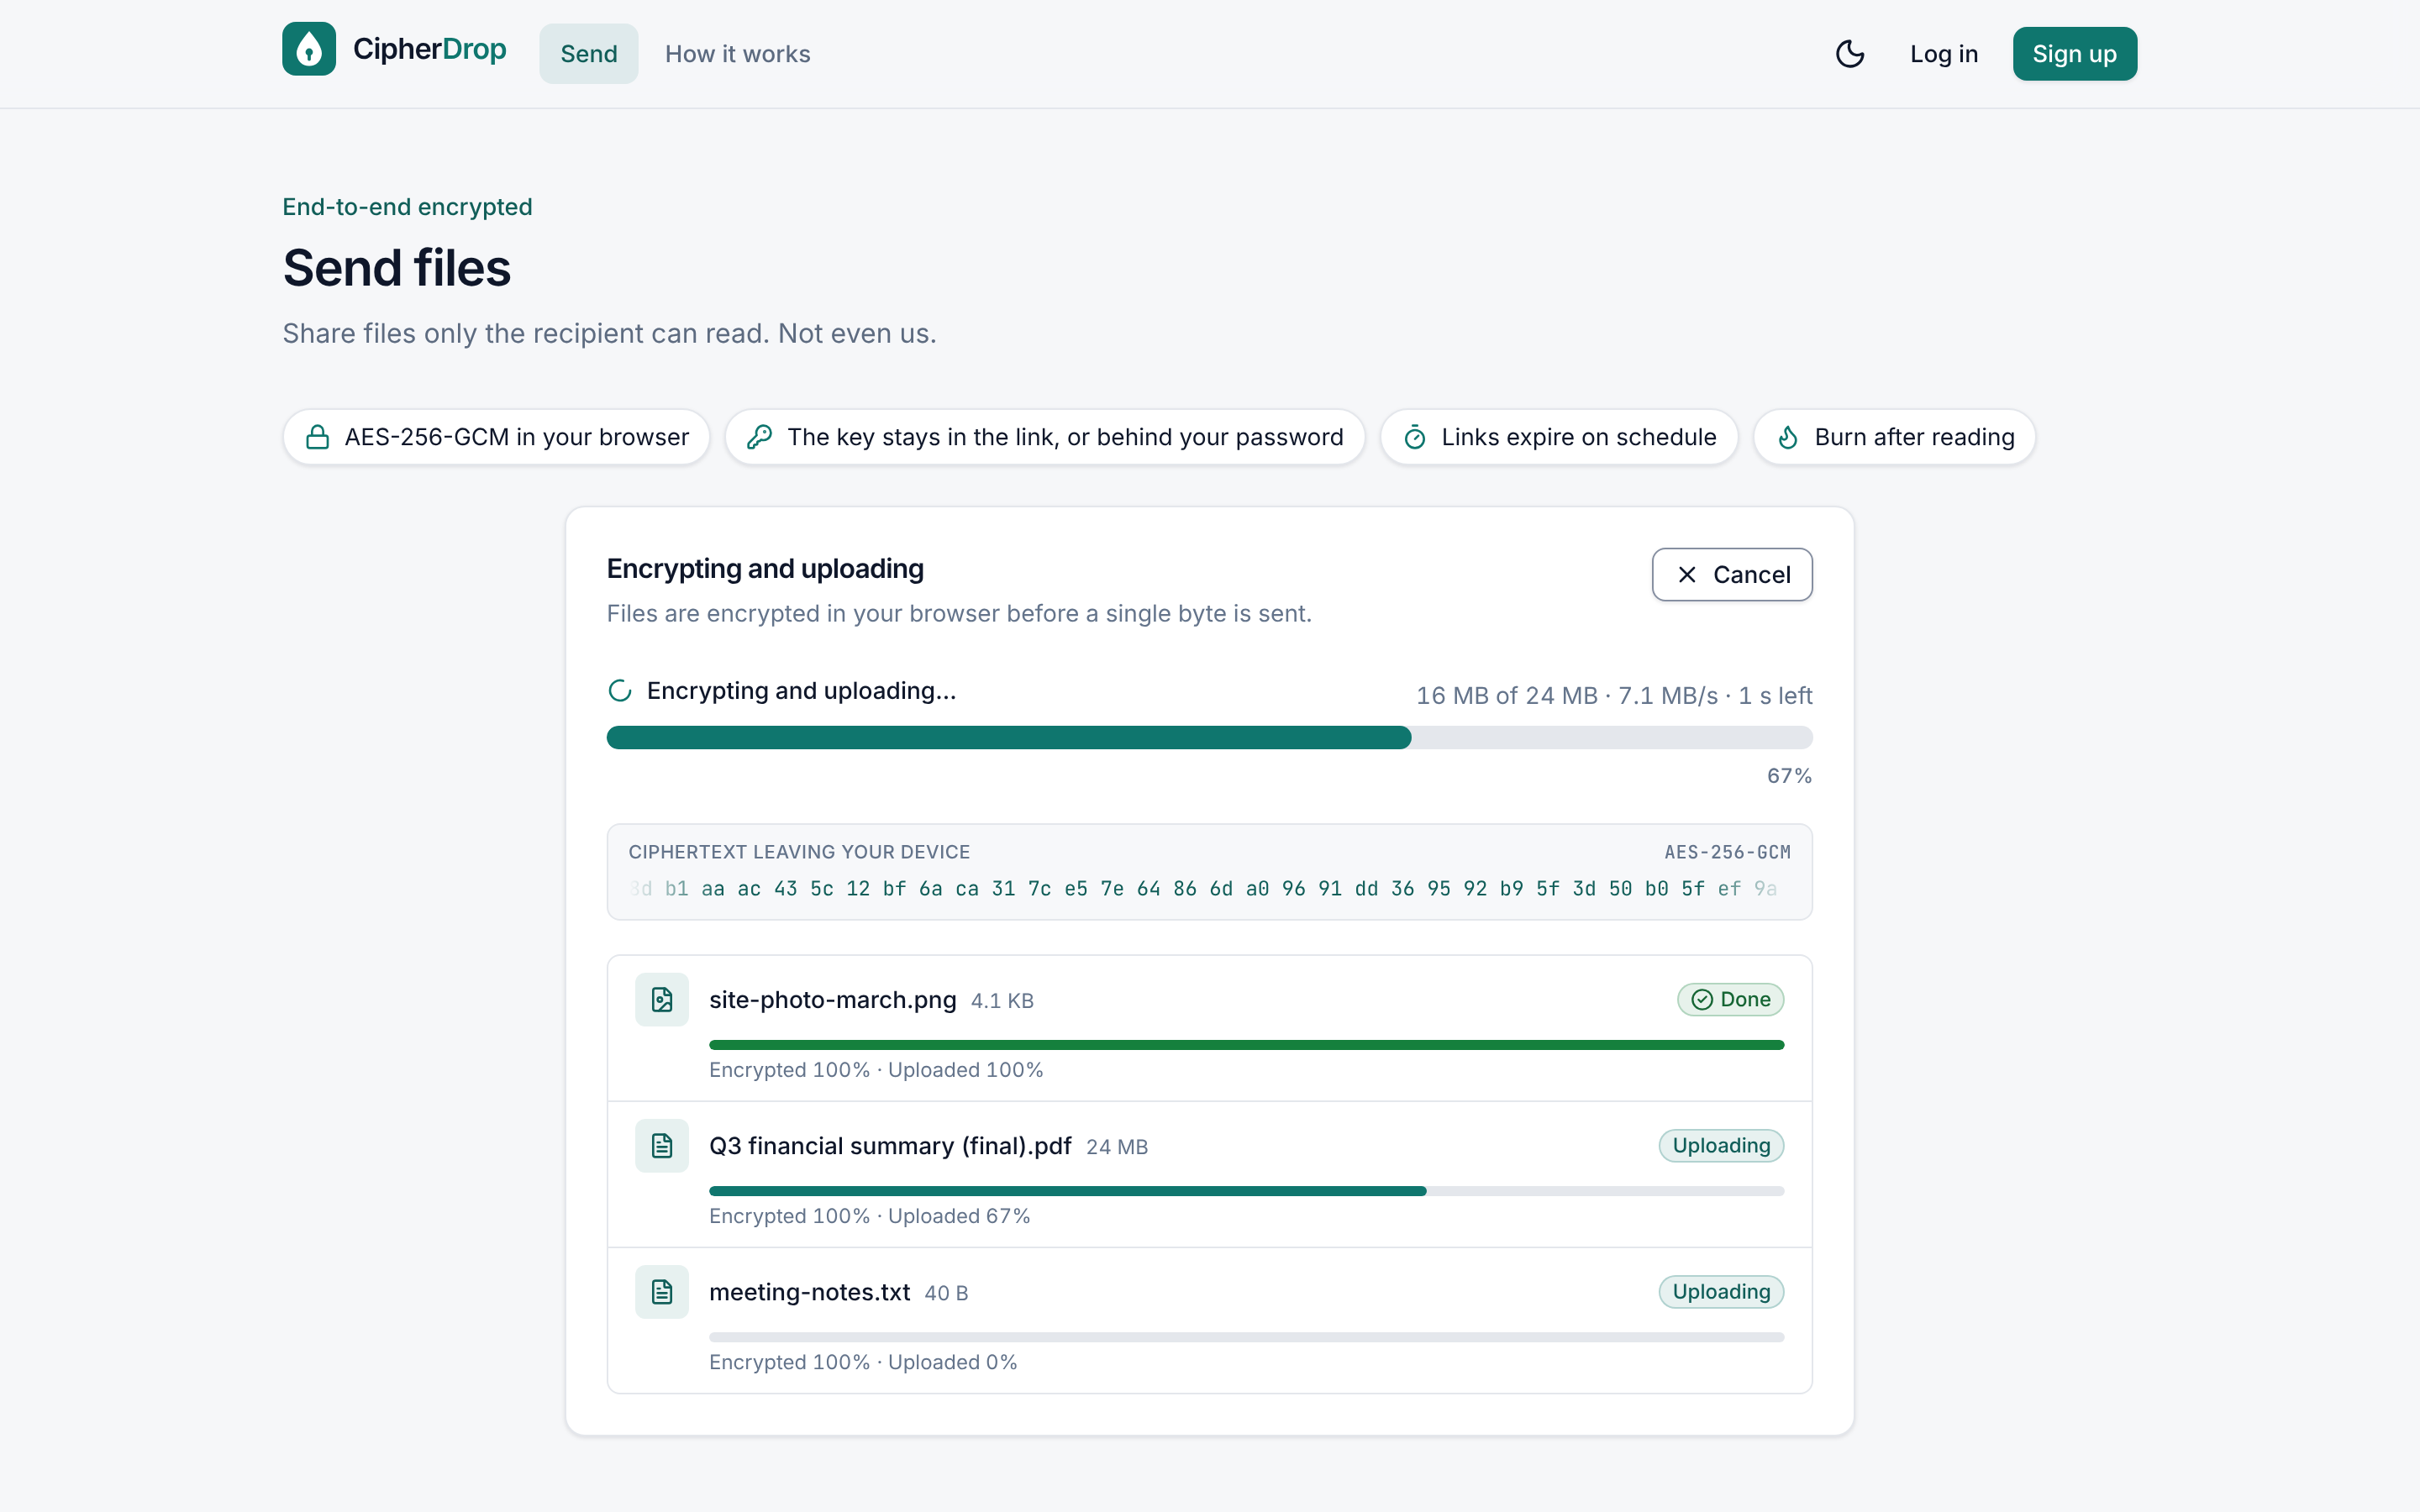 CipherDrop
Send
How it works
Log in
Sign up
End-to-end encrypted
Send files
Share files only the recipient can read. Not even us.
AES-256-GCM in your browser
The key stays in the link, or behind your password
Links expire on schedule
Burn after reading
Encrypting and uploading
Cancel
Files are encrypted in your browser before a single byte is sent.
Encrypting and uploading...
16 MB of 24 MB · 7.1 MB/s · 1 s left
67%
CIPHERTEXT LEAVING YOUR DEVICE
AES-256-GCM
3d b1 aa ac 43 5c 12 bf 6a ca 31 7c e5 7e 64 86 6d a0 96 91 dd 36 95 92 b9 5f 3d 50 b0 5f ef 9a
site-photo-march.png 4.1 KB
Done
Encrypted 100% · Uploaded 100%
Q3 financial summary (final).pdf 24 MB
Uploading
Encrypted 100% · Uploaded 67%
meeting-notes.txt 40 B
Uploading
Encrypted 100% · Uploaded 0%